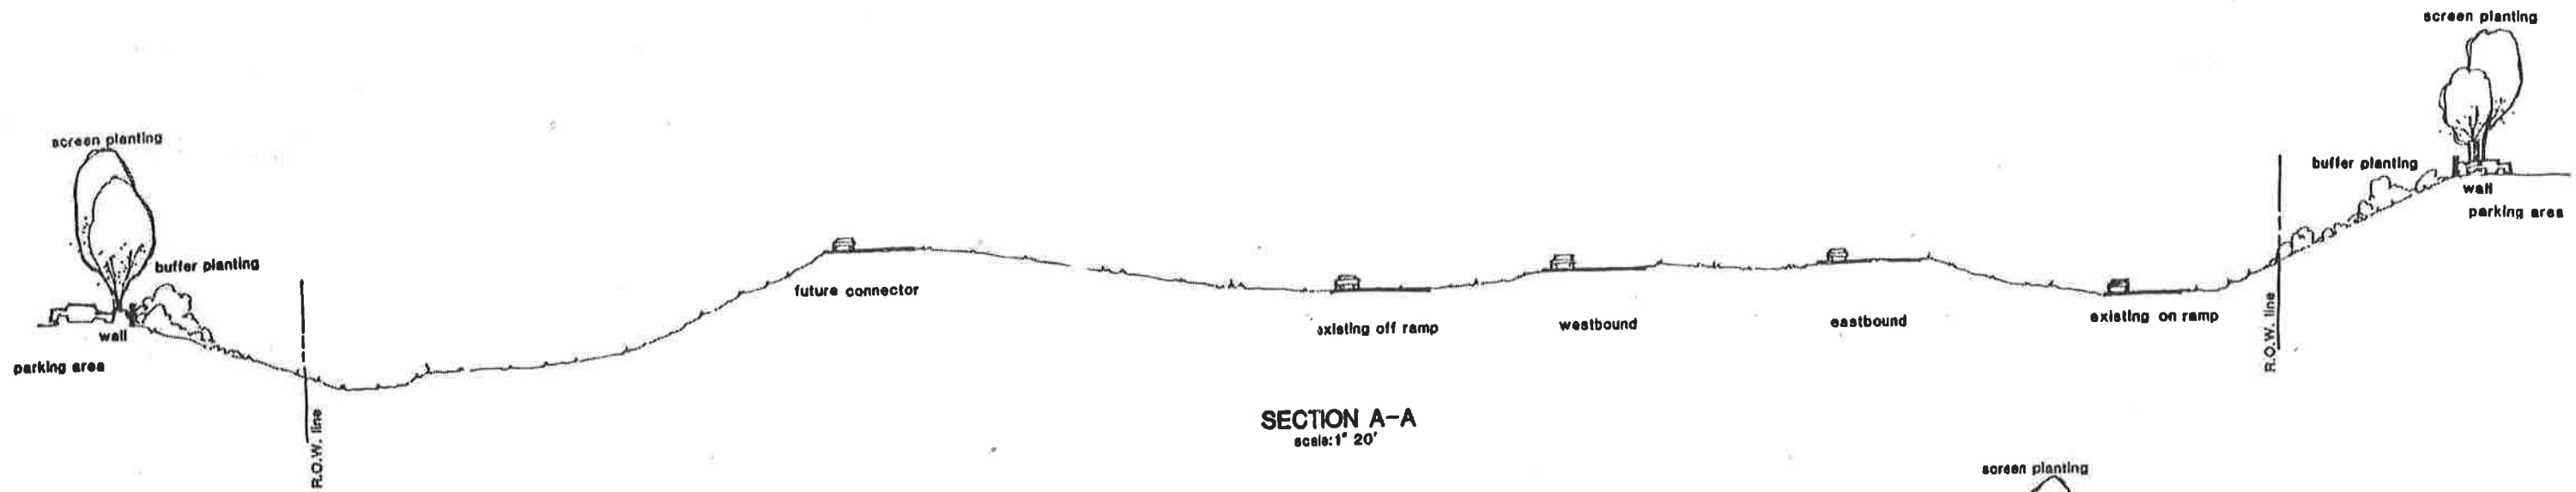 screen planting
screen planting
buffer planting
wall
parking area
buffer planting
future connector
existing off ramp
westbound
eastbound
existing on ramp
wall
parking area
R.O.W. line
R.O.W. line
SECTION A-A
scale: 1" 20'
screen planting